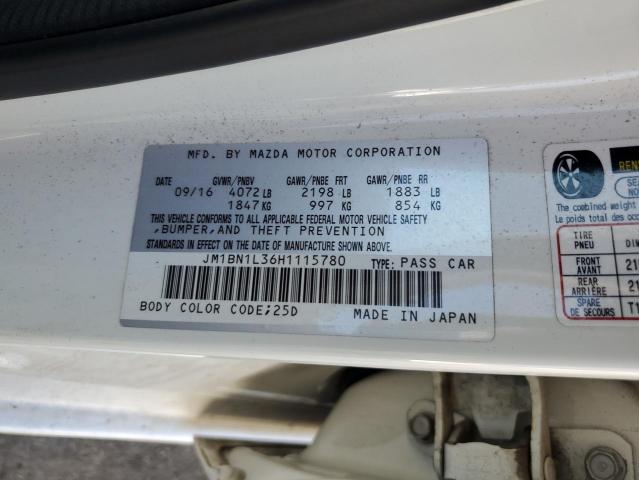 MFD. BY MAZDA MOTOR CORPORATION
DATE GVWR/PNBV GAWR/PNBE FRT GAWR/PNBE RR
09/16 4072 LB 2198 LB 1883 LB
1847 KG 997 KG 854 KG
THIS VEHICLE CONFORMS TO ALL APPLICABLE FEDERAL MOTOR VEHICLE SAFETY
,BUMPER,AND THEFT PREVENTION
STANDARDS IN EFFECT ON THE DATE OF MANUFACTURE SHOWN ABOVE.
JM1BN1L36H1115780 TYPE: PASS CAR
BODY COLOR CODE;25D MADE IN JAPAN
The combined weight
Le poids total des
TIRE
PNEU
FRONT
AVANT
REAR
ARRIÈRE
SPARE
DE SECOURS